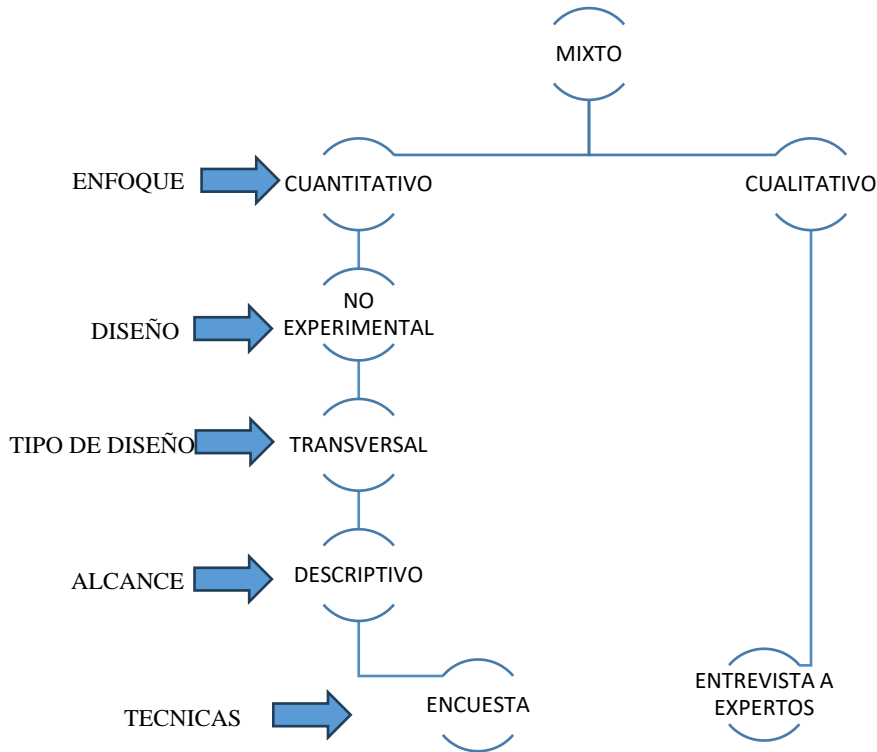 MIXTO
ENFOQUE
CUANTITATIVO
CUALITATIVO
DISEÑO
NO
EXPERIMENTAL
TIPO DE DISEÑO
TRANSVERSAL
ALCANCE
DESCRIPTIVO
TECNICAS
ENCUESTA
ENTREVISTA A
EXPERTOS